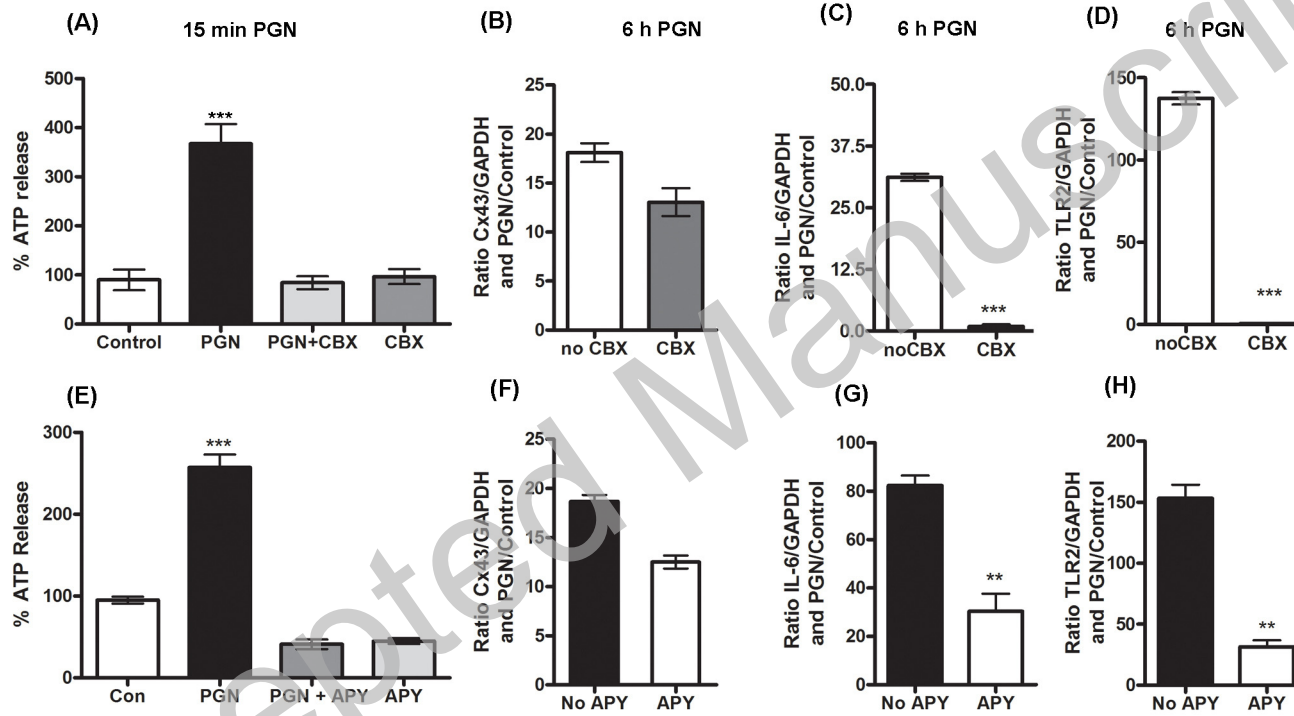 (A)
15 min PGN
% ATP release
500
400
300
200
100
0
***
Control PGN PGN+CBX CBX
(B)
6 h PGN
Ratio Cx43/GAPDH
and PGN/Control
25
20
15
10
5
0
no CBX CBX
(C)
6 h PGN
Ratio IL-6/GAPDH
and PGN/Control
50.0
37.5
25.0
12.5
0.0
***
noCBX CBX
(D)
6 h PGN
Ratio TLR2/GAPDH
and PGN/Control
150
100
50
0
***
noCBX CBX
(E)
% ATP Release
300
200
100
0
***
Con PGN PGN + APY APY
(F)
Ratio Cx43/GAPDH
and PGN/Control
25
20
15
10
5
0
No APY APY
(G)
Ratio IL-6/GAPDH
and PGN/Control
100
80
60
40
20
0
**
No APY APY
(H)
Ratio TLR2/GAPDH
and PGN/Control
200
150
100
50
0
**
No APY APY
epted Manuscri